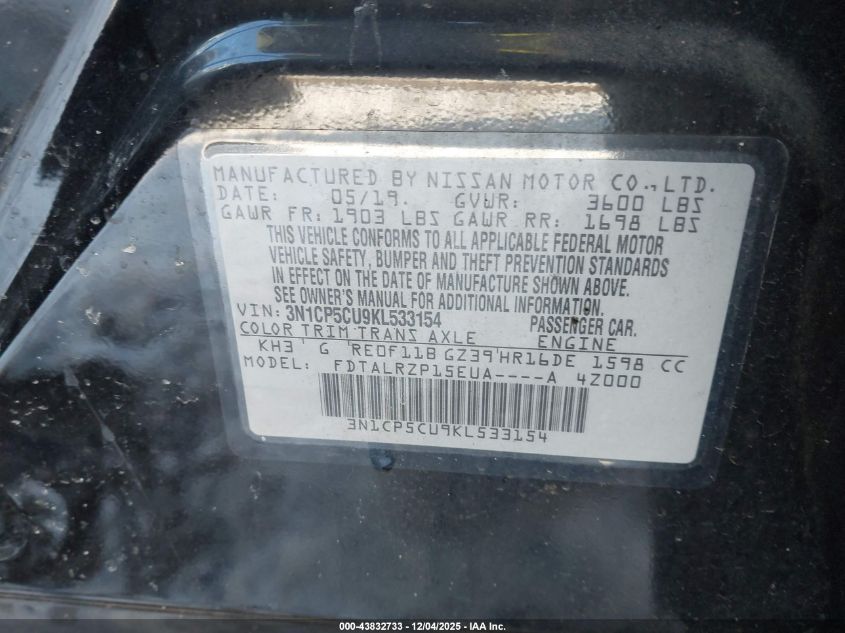 MANUFACTURED BY NISSAN MOTOR CO., LTD.
DATE: 05/19. GVWR: 3600 LBS
GAWR FR: 1903 LBS GAWR RR: 1698 LBS
THIS VEHICLE CONFORMS TO ALL APPLICABLE FEDERAL MOTOR
VEHICLE SAFETY, BUMPER AND THEFT PREVENTION STANDARDS
IN EFFECT ON THE DATE OF MANUFACTURE SHOWN ABOVE.
SEE OWNER'S MANUAL FOR ADDITIONAL INFORMATION.
VIN: 3N1CP5CU9KL533154 PASSENGER CAR.
COLOR TRIM TRANS AXLE ENGINE
KH3 G RE0F11B GZ39 HR16DE 1598 CC
MODEL: FDTALRZP15EUA----A 4Z000
3N1CP5CU9KL533154
000-43832733 - 12/04/2025 - IAA Inc.